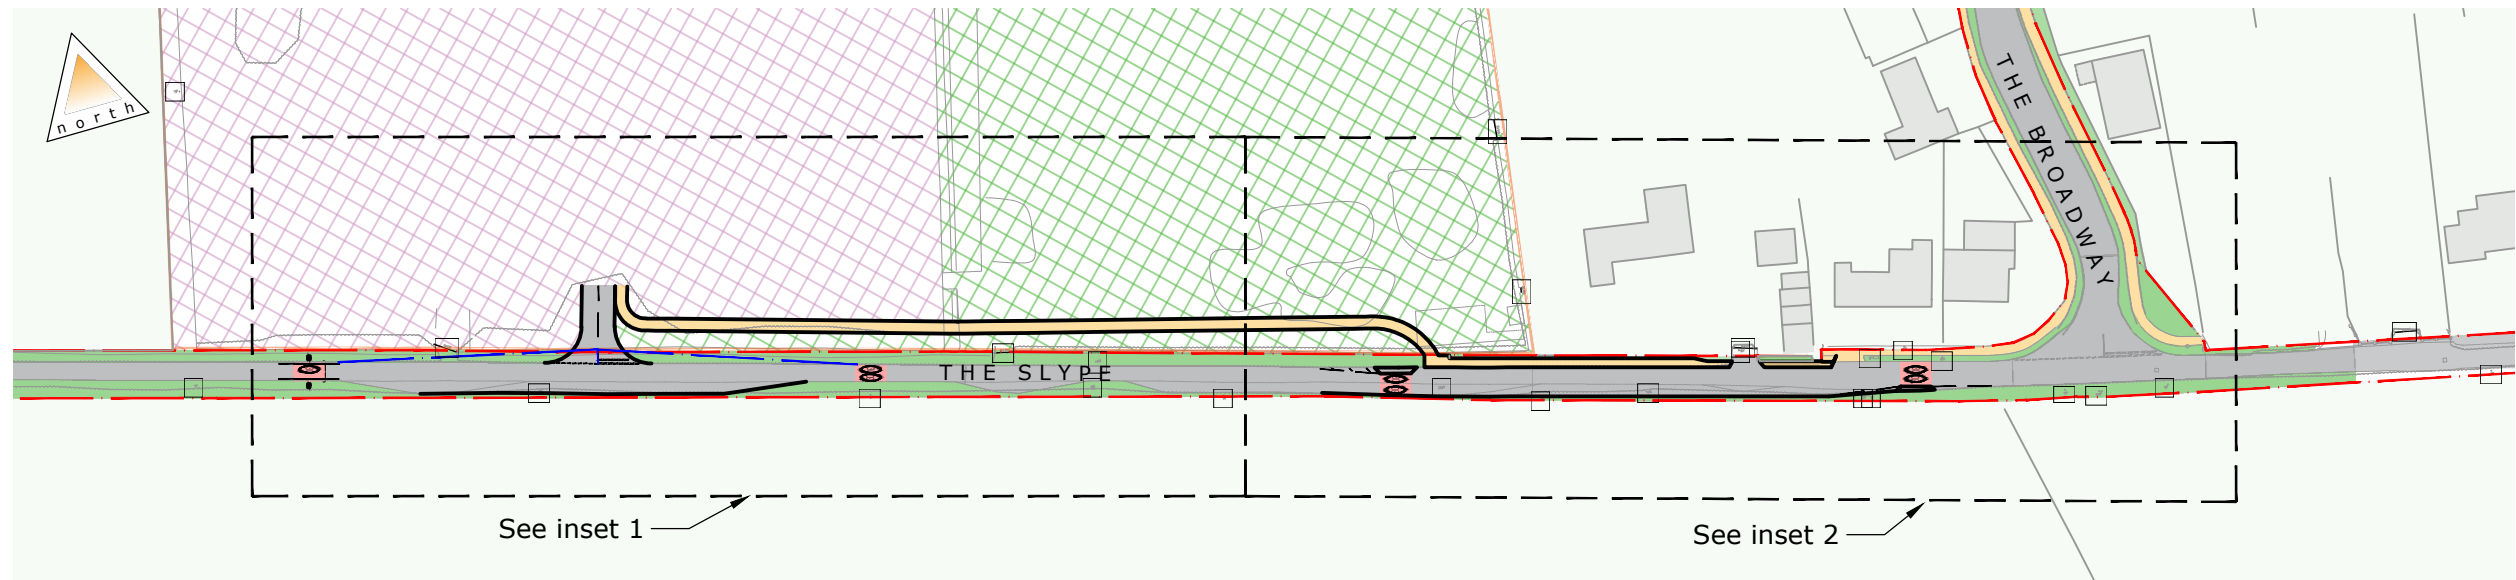 north
THE BROADWAY
THE SLYPE
See inset 1
See inset 2